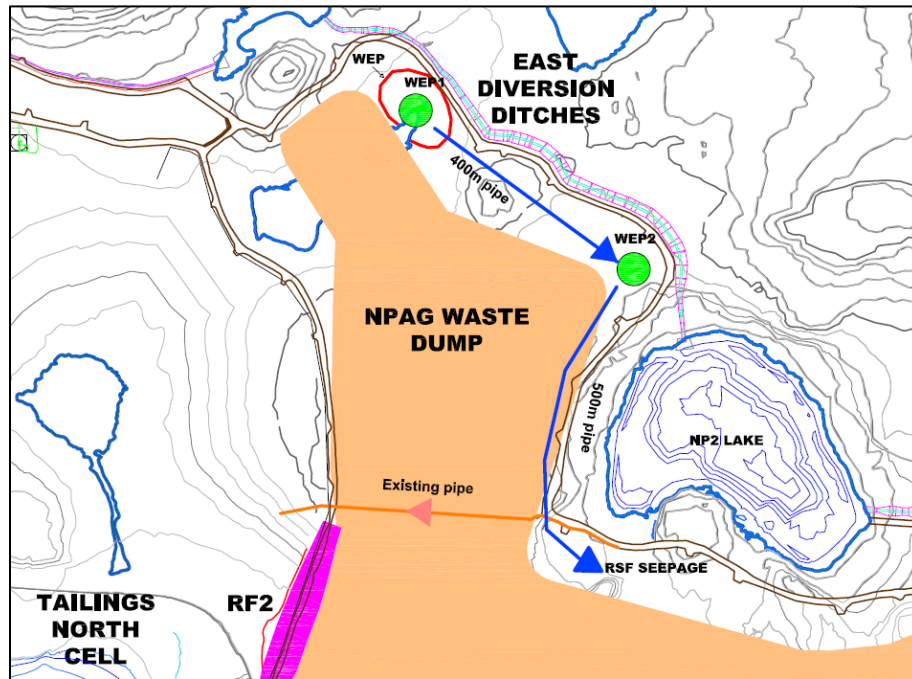 WEP
WEP1
EAST
DIVERSION
DITCHES
400m pipe
WEP2
NPAG WASTE
DUMP
500m pipe
NP2 LAKE
Existing pipe
RSF SEEPAGE
RF2
TAILINGS
NORTH
CELL